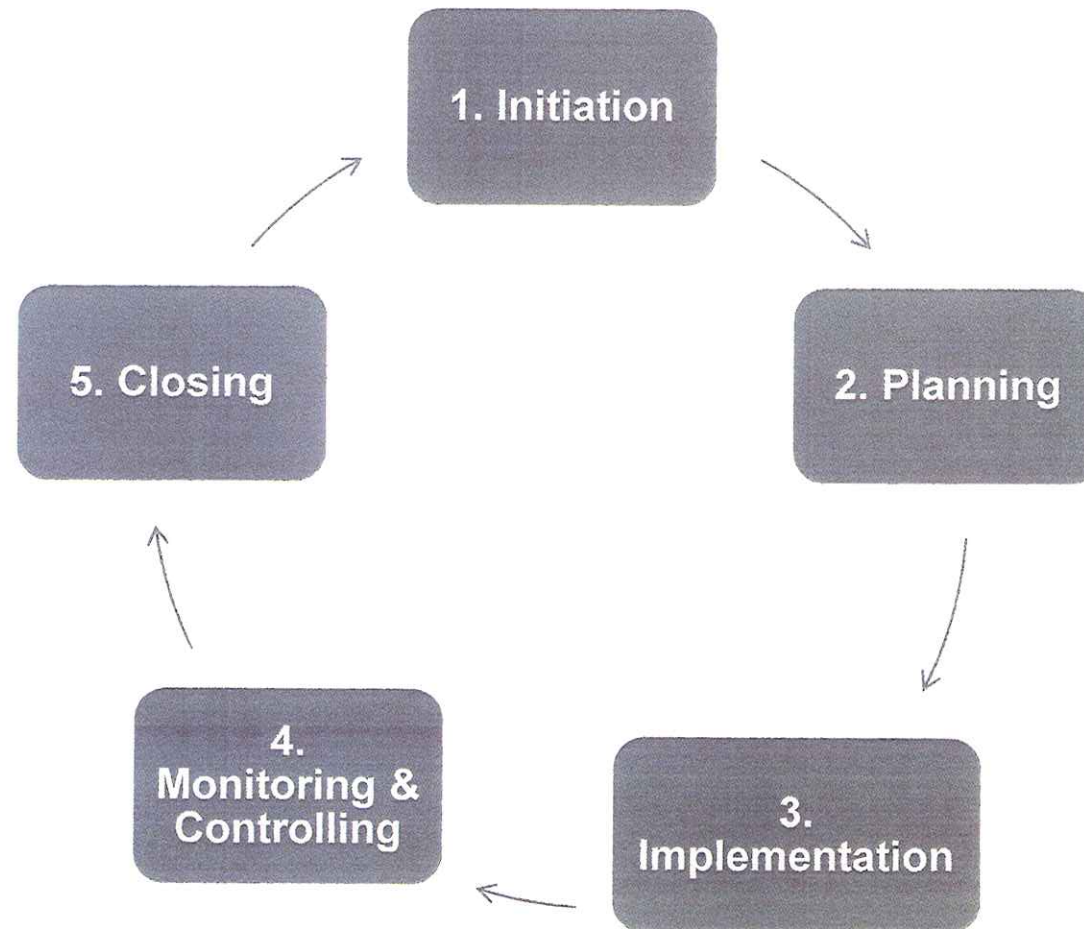 1. Initiation
2. Planning
3.
Implementation
4.
Monitoring &
Controlling
5. Closing